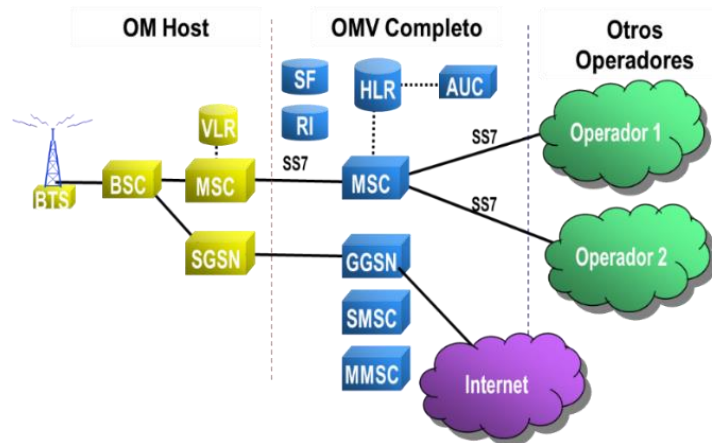 OM Host
OMV Completo
Otros
Operadores
SF
HLR
AUC
RI
VLR
BTS
BSC
MSC
SS7
MSC
SS7
SS7
Operador 1
Operador 2
SGSN
GGSN
SMSC
MMSC
Internet